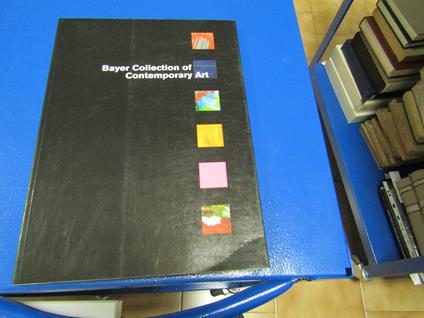 Bayer Collection of
Contemporary Art